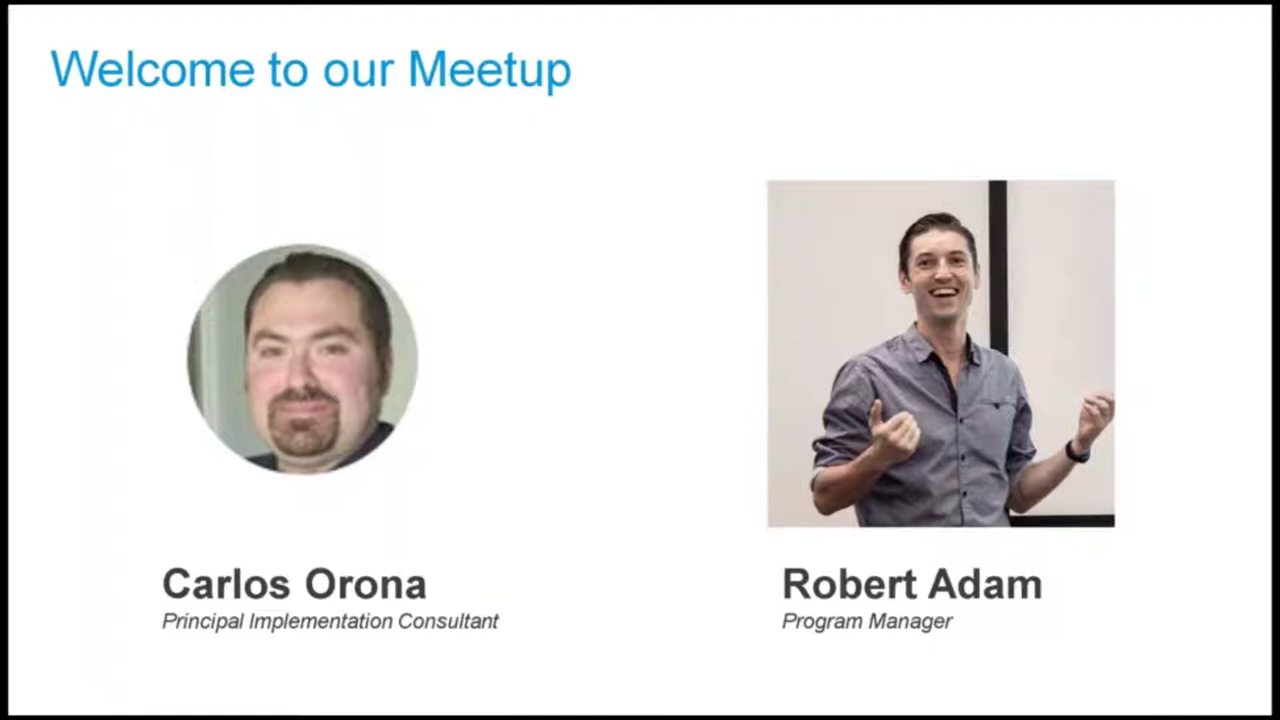 Welcome to our Meetup
Carlos Orona
Principal Implementation Consultant
Robert Adam
Program Manager